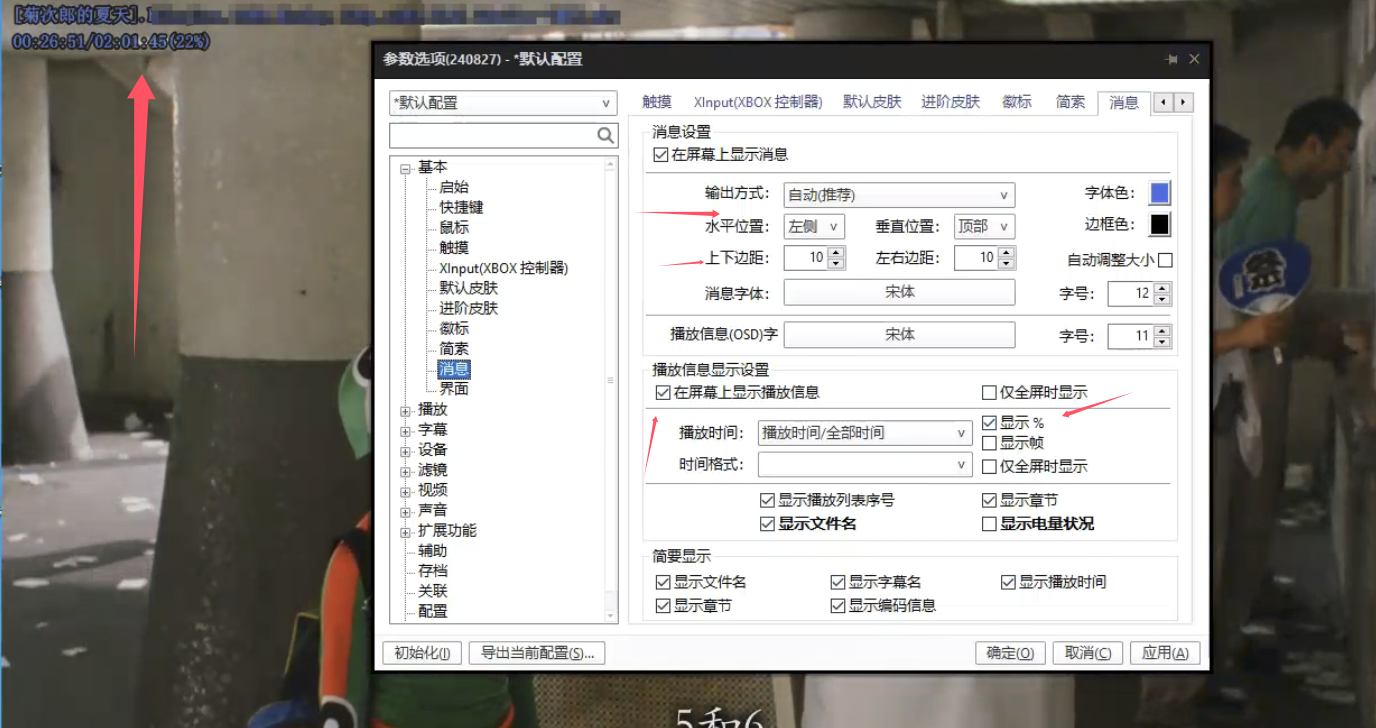 [菊次郎的夏天].
00:26:51/02:01:45(22%)
参数选项(240827) - *默认配置
*默认配置
触摸 XInput(XBOX 控制器) 默认皮肤 进阶皮肤 徽标 简素 消息
基本
启始
快捷键
鼠标
触摸
XInput(XBOX 控制器)
默认皮肤
进阶皮肤
徽标
简素
消息
界面
播放
字幕
设备
滤镜
视频
声音
扩展功能
辅助
存档
关联
配置
消息设置
在屏幕上显示消息
输出方式: 自动(推荐) 字体色:
水平位置: 左侧 垂直位置: 顶部 边框色:
上下边距: 10 左右边距: 10 自动调整大小
消息字体: 宋体 字号: 12
播放信息(OSD)字 宋体 字号: 11
播放信息显示设置
在屏幕上显示播放信息 仅全屏时显示
播放时间: 播放时间/全部时间 显示 %
显示帧
时间格式: 仅全屏时显示
显示播放列表序号 显示章节
显示文件名 显示电量状况
简要显示
显示文件名 显示字幕名 显示播放时间
显示章节 显示编码信息
初始化(I) 导出当前配置(S)... 确定(O) 取消(C) 应用(A)
5和6
祭